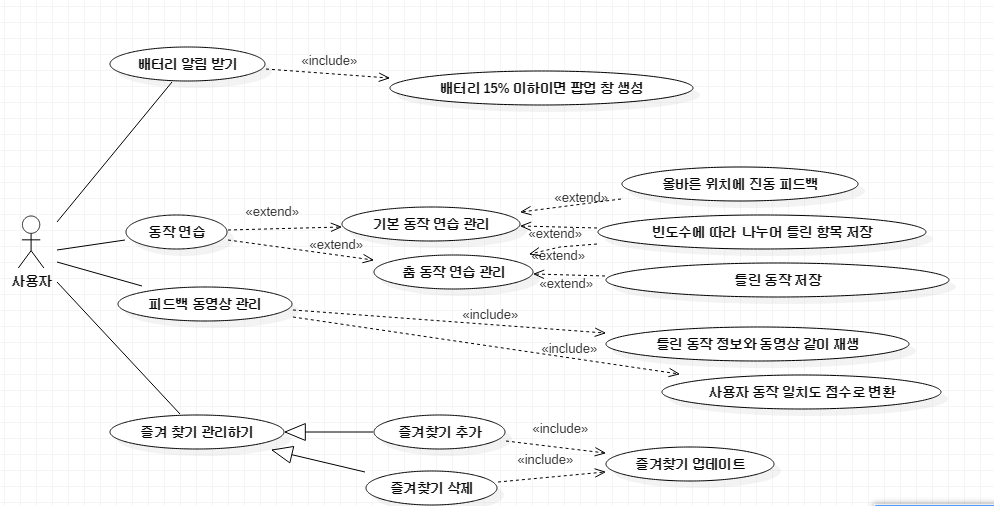 배터리 알림 받기
«include»
배터리 15% 이하이면 팝업 창 생성
올바른 위치에 진동 피드백
«extend»
동작 연습
«extend»
기본 동작 연습 관리
«extend»
빈도수에 따라 나누어 틀린 항목 저장
«extend»
«extend»
홈 동작 연습 관리
«extend»
틀린 동작 저장
사용자
피드백 동영상 관리
«include»
틀린 동작 정보와 동영상 같이 재생
«include»
사용자 동작 일치도 점수로 변환
즐겨 찾기 관리하기
즐겨찾기 추가
«include»
«include»
즐겨찾기 업데이트
즐겨찾기 삭제